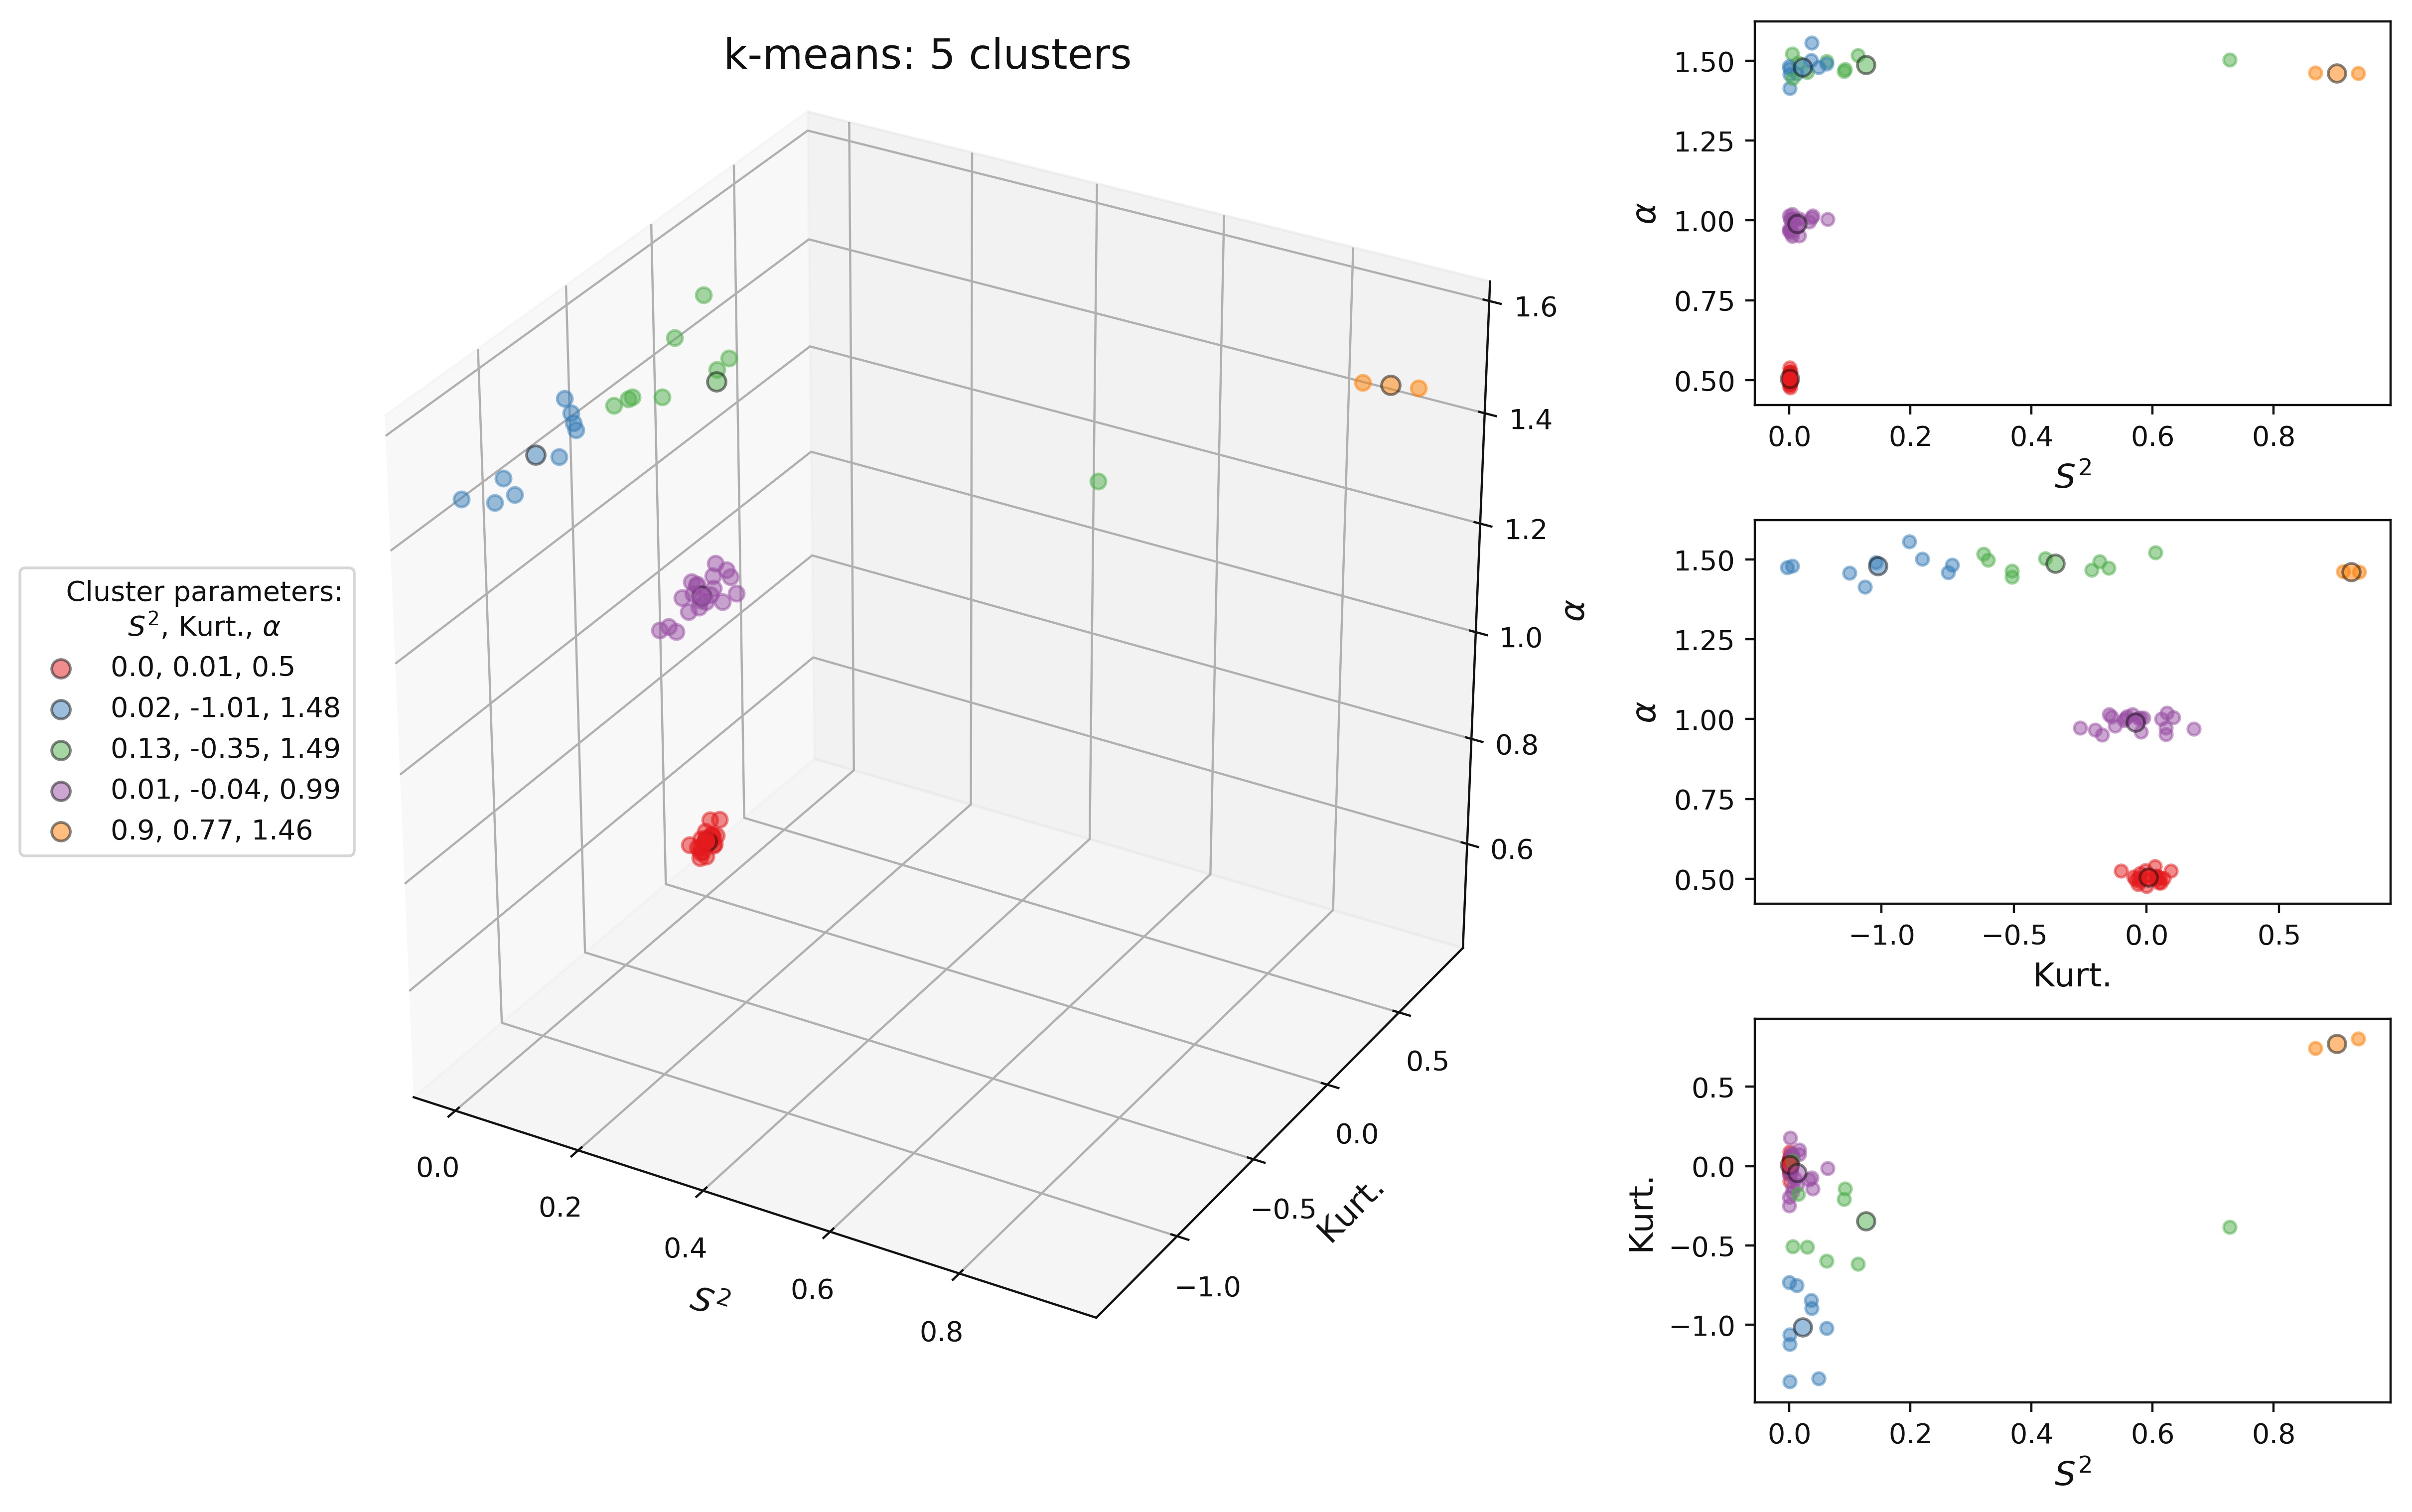 k-means: 5 clusters
Cluster parameters:
S², Kurt., α
0.0, 0.01, 0.5
0.02, -1.01, 1.48
0.13, -0.35, 1.49
0.01, -0.04, 0.99
0.9, 0.77, 1.46
1.6
1.4
1.2
1.0
0.8
0.6
α
0.0
0.2
0.4
0.6
0.8
S²
0.5
0.0
−0.5
−1.0
Kurt.
1.50
1.25
1.00
0.75
0.50
α
0.0 0.2 0.4 0.6 0.8
S²
1.50
1.25
1.00
0.75
0.50
α
−1.0 −0.5 0.0 0.5
Kurt.
0.5
0.0
−0.5
−1.0
Kurt.
0.0 0.2 0.4 0.6 0.8
S²